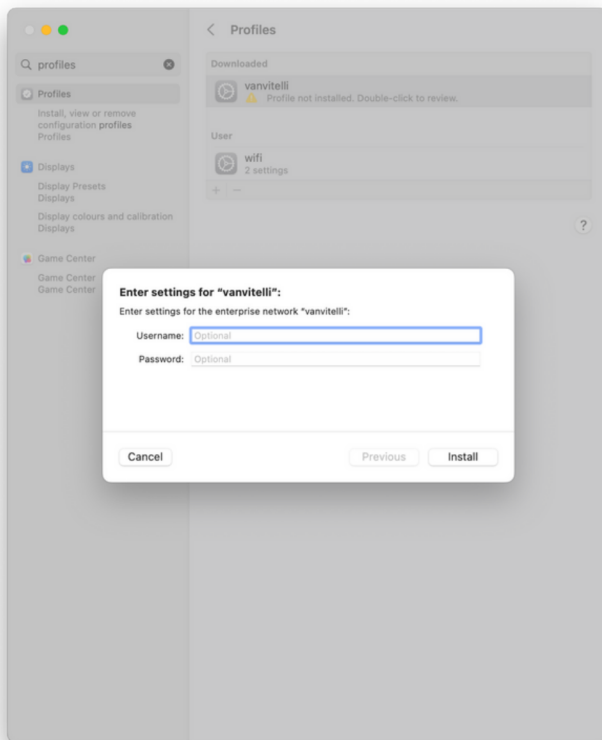 profiles
Profiles
Install, view or remove
configuration profiles
Profiles
Displays
Display Presets
Displays
Display colours and calibration
Displays
Game Center
Game Center
Game Center
Profiles
Downloaded
vanvitelli
Profile not installed. Double-click to review.
User
wifi
2 settings
+ −
?
Enter settings for “vanvitelli”:
Enter settings for the enterprise network “vanvitelli”:
Username: Optional
Password: Optional
Cancel Previous Install